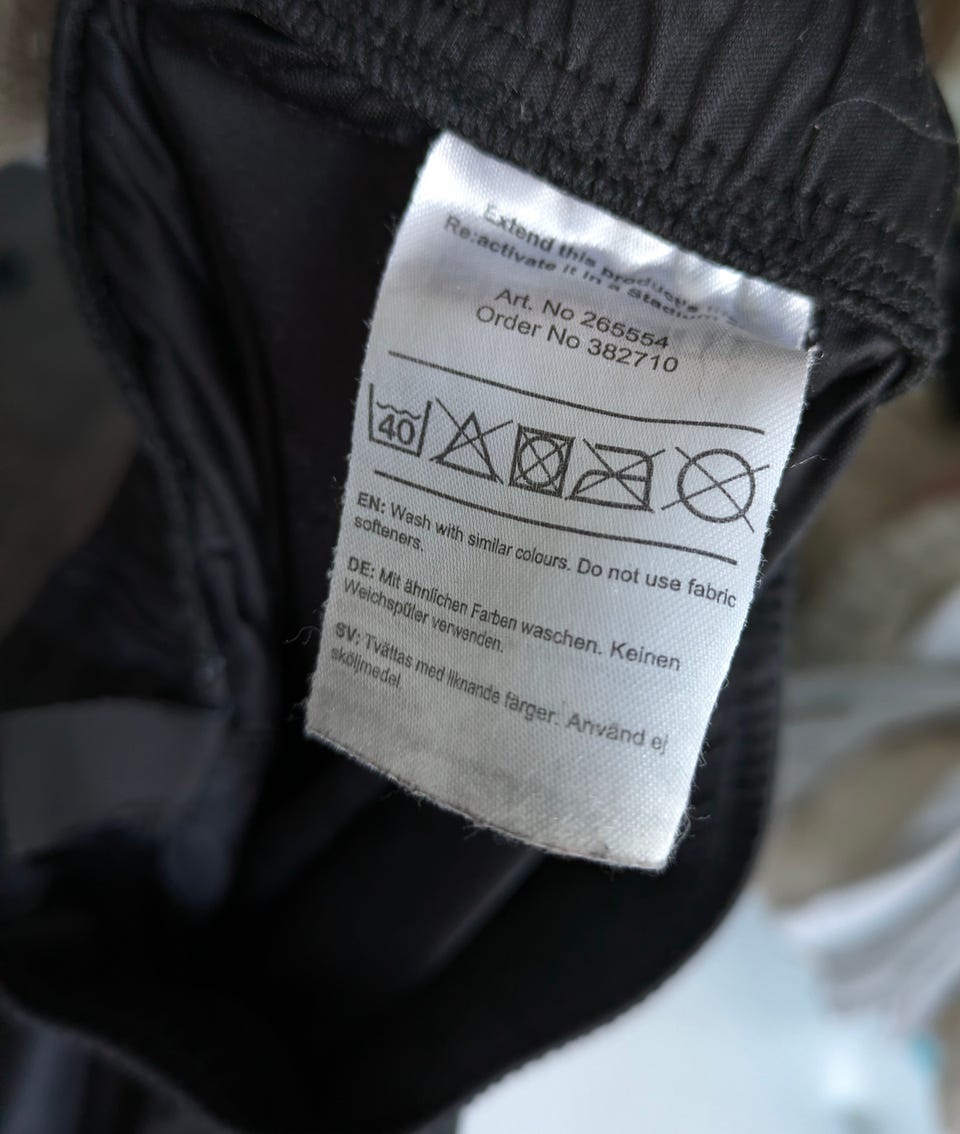 Extend this products
Re:activate it in a Stadium
Art. No 265554
Order No 382710
40
EN: Wash with similar colours. Do not use fabric
softeners.
DE: Mit ähnlichen Farben waschen. Keinen
Weichspüler verwenden.
SV: Tvättas med liknande färger. Använd ej
sköljmedel.